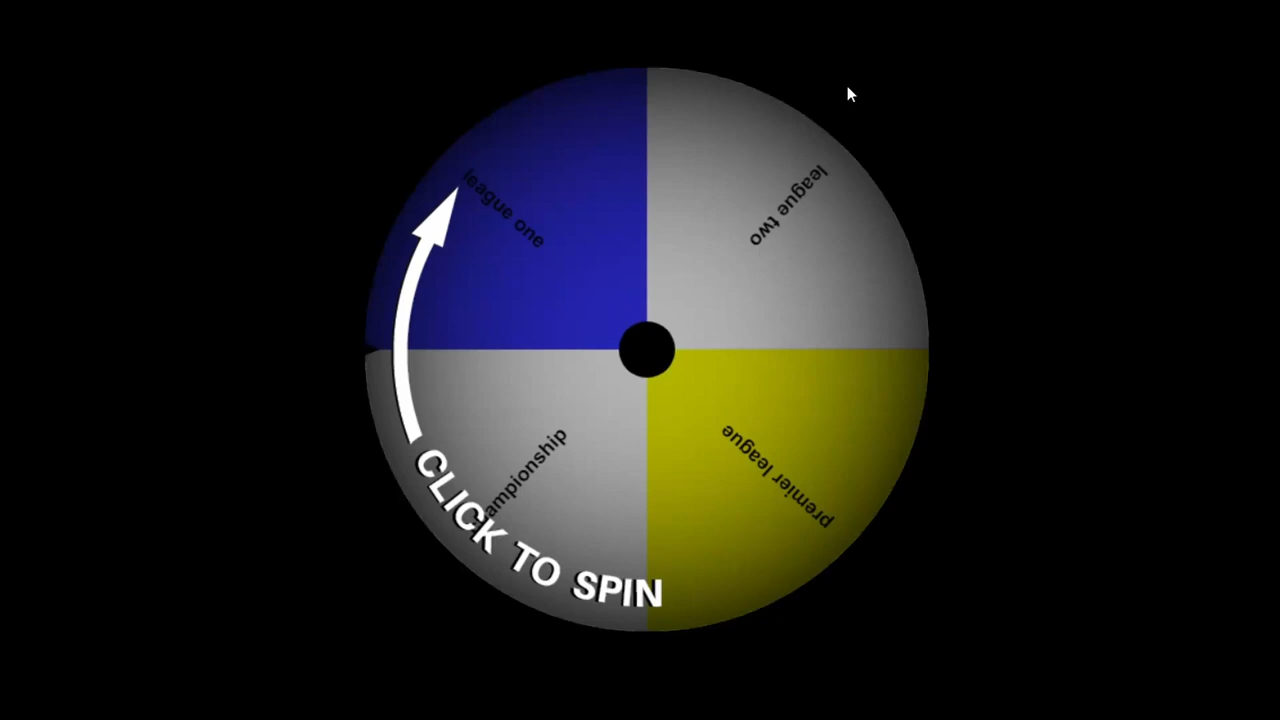 league one
league two
ampionship
premier league
CLICK TO SPIN